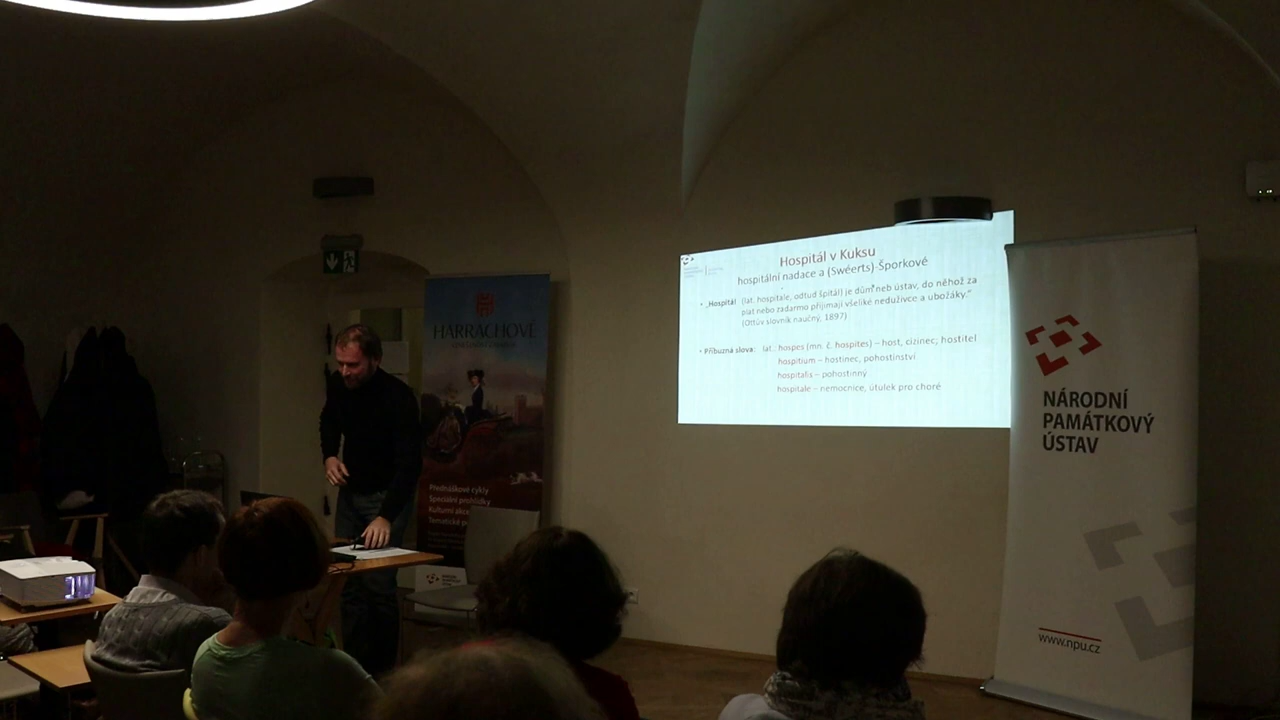 Hospitál v Kuksu
hospitální nadace a (Swéerts)-Šporkové
• „Hospitál (lat. hospitale, odtud špitál) je dům neb ústav, do něhož za
plat nebo zadarmo přijímají všeliké neduživce a ubožáky."
(Ottův slovník naučný, 1897)
• Příbuzná slova: lat.: hospes (mn. č. hospites) – host, cizinec, hostitel
hospitium – hostinec, pohostinství
hospitalis – pohostinný
hospitale – nemocnice, útulek pro choré
HARRACHOVÉ
Přednáškové cykly
Speciální prohlídky
Kulturní akce
Tematické
NÁRODNÍ
PAMÁTKOVÝ
ÚSTAV
www.npu.cz